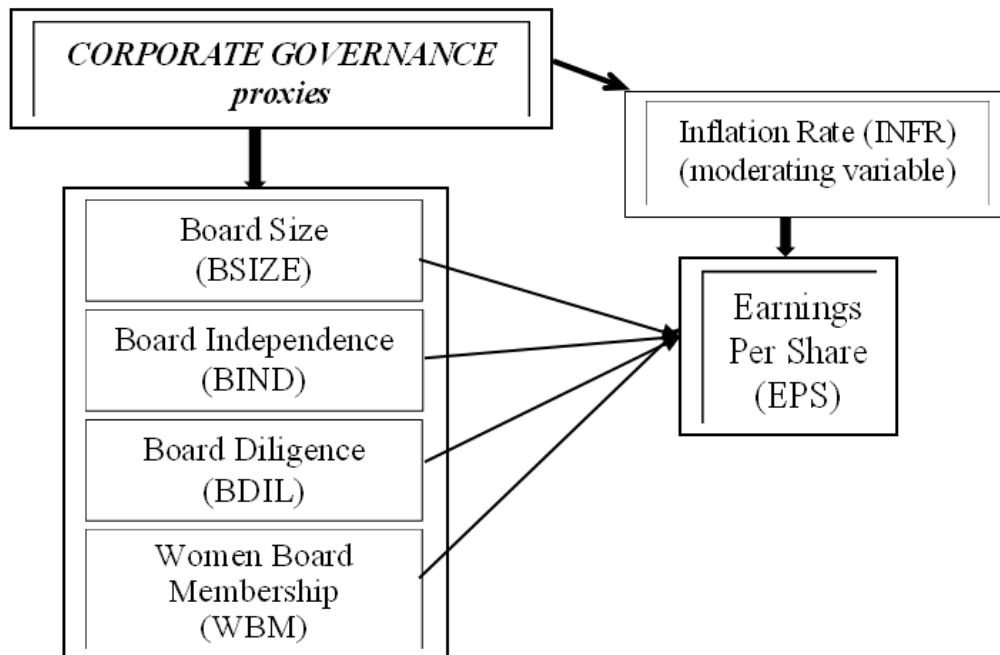 CORPORATE GOVERNANCE
proxies
Inflation Rate (INFR)
(moderating variable)
Board Size
(BSIZE)
Board Independence
(BIND)
Board Diligence
(BDIL)
Women Board
Membership
(WBM)
Earnings
Per Share
(EPS)